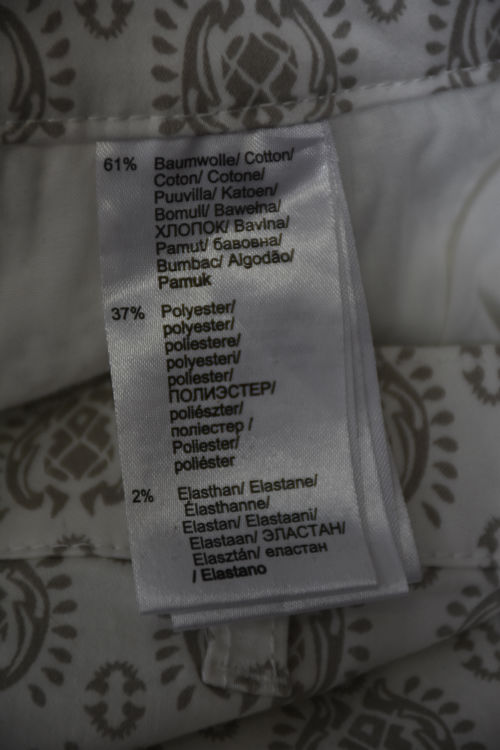 61% Baumwolle/ Cotton/
Coton/ Cotone/
Puuvilla/ Katoen/
Bomull/ Bawełna/
ХЛОПОК/ Bavlna/
Pamut/ бавовна/
Bumbac/ Algodão/
Pamuk
37% Polyester/
polyester/
poliestere/
polyesteri/
poliester/
ПОЛИЭСТЕР/
poliészter/
поліестер /
Poliester/
poliéster
2% Elasthan/ Elastane/
Élasthanne/
Elastan/ Elastaani/
Elastaan/ ЭЛАСТАН/
Elasztán/ еластан
/ Elastano